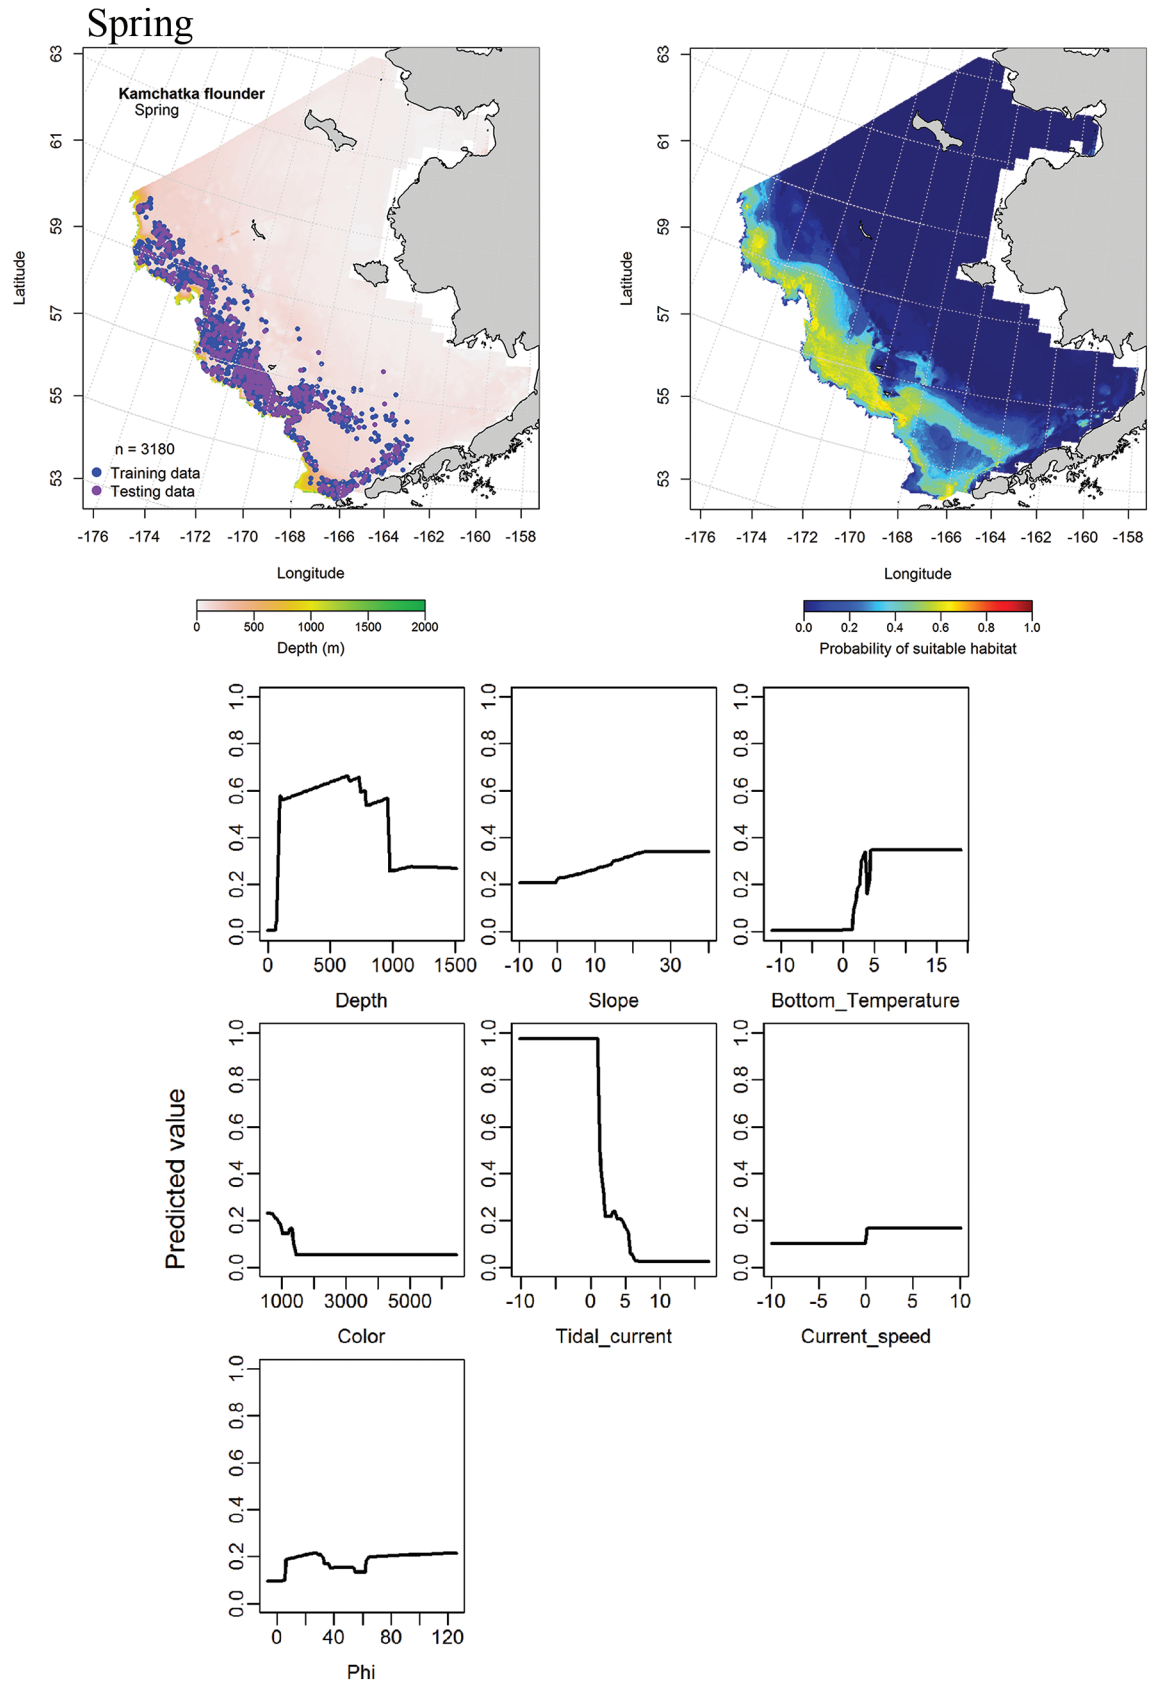 Spring
Kamchatka flounder
Spring
63
61
59
57
55
53
Latitude
n = 3180
Training data
Testing data
-176 -174 -172 -170 -168 -166 -164 -162 -160 -158
Longitude
0 500 1000 1500 2000
Depth (m)
63
61
59
57
55
53
Latitude
-176 -174 -172 -170 -168 -166 -164 -162 -160 -158
Longitude
0.0 0.2 0.4 0.6 0.8 1.0
Probability of suitable habitat
Predicted value
1.0
0.8
0.6
0.4
0.2
0.0
0 500 1000 1500
Depth
1.0
0.8
0.6
0.4
0.2
0.0
-10 0 10 30
Slope
1.0
0.8
0.6
0.4
0.2
0.0
-10 0 5 15
Bottom_Temperature
1.0
0.8
0.6
0.4
0.2
0.0
1000 3000 5000
Color
1.0
0.8
0.6
0.4
0.2
0.0
-10 0 5 10
Tidal_current
1.0
0.8
0.6
0.4
0.2
0.0
-10 -5 0 5 10
Current_speed
1.0
0.8
0.6
0.4
0.2
0.0
0 40 80 120
Phi